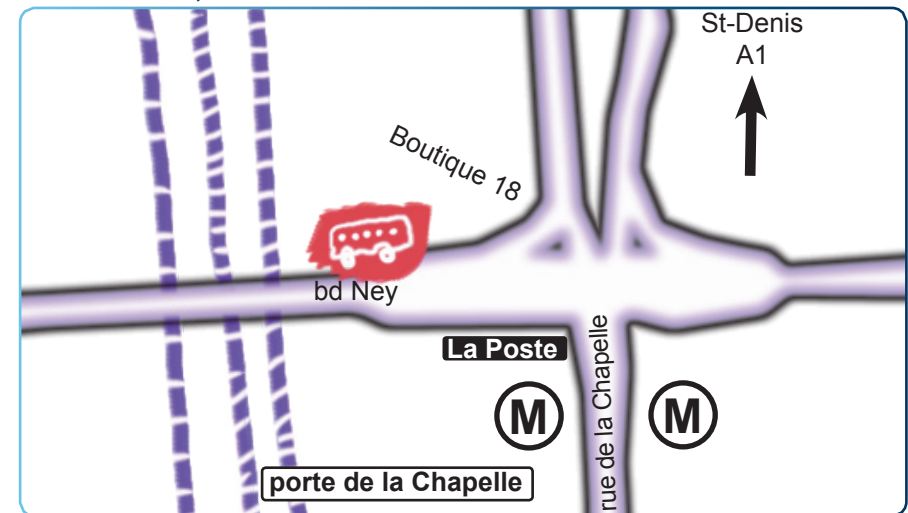 St-Denis
A1
Boutique 18
bd Ney
La Poste
rue de la Chapelle
M
M
porte de la Chapelle